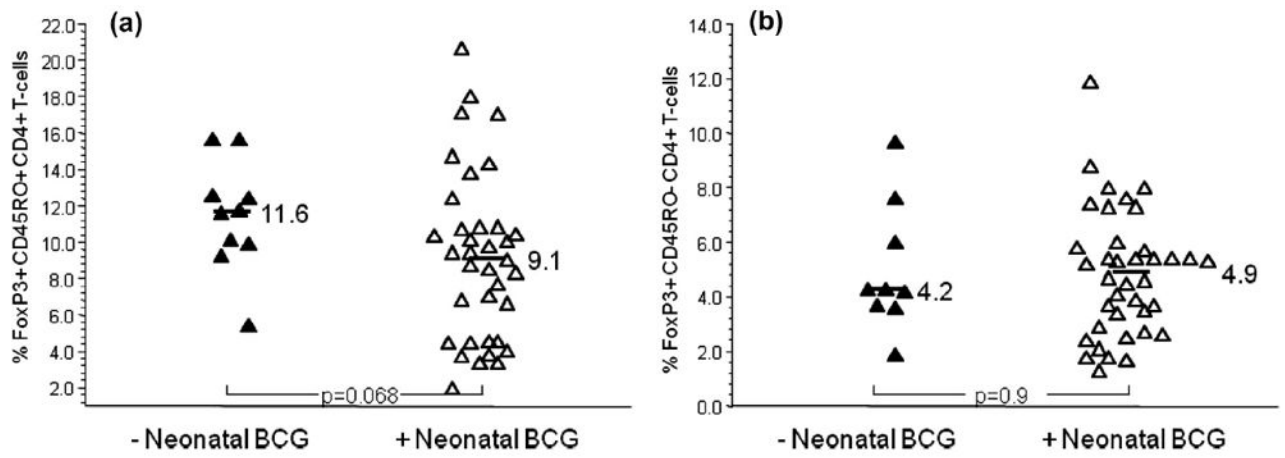 (a)
% FoxP3+CD45RO+CD4+ T-cells
22.0
20.0
18.0
16.0
14.0
12.0
10.0
8.0
6.0
4.0
2.0
11.6
9.1
p=0.068
- Neonatal BCG
+ Neonatal BCG
(b)
% FoxP3+CD45RO- CD4+ T-cells
14.0
12.0
10.0
8.0
6.0
4.0
2.0
0.0
4.2
4.9
p=0.9
- Neonatal BCG
+ Neonatal BCG